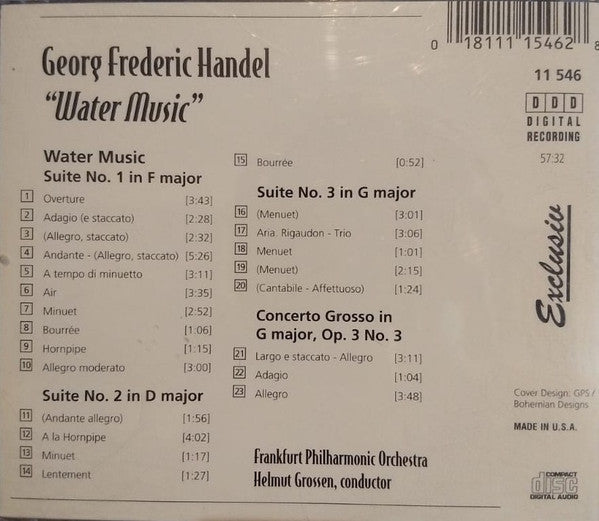 Georg Frederic Handel
"Water Music"
0 18111 15462 8
11 546
D D D
DIGITAL
RECORDING
57:32
Exclusiv
Water Music
Suite No. 1 in F major
1 Overture [3:43]
2 Adagio (e staccato) [2:28]
3 (Allegro, staccato) [2:32]
4 Andante - (Allegro, staccato) [5:26]
5 A tempo di minuetto [3:11]
6 Air [3:35]
7 Minuet [2:52]
8 Bourrée [1:06]
9 Hornpipe [1:15]
10 Allegro moderato [3:00]
Suite No. 2 in D major
11 (Andante allegro) [1:56]
12 A la Hornpipe [4:02]
13 Minuet [1:17]
14 Lentement [1:27]
15 Bourrée [0:52]
Suite No. 3 in G major
16 (Menuet) [3:01]
17 Aria. Rigaudon - Trio [3:06]
18 Menuet [1:01]
19 (Menuet) [2:15]
20 (Cantabile - Affettuoso) [1:24]
Concerto Grosso in
G major, Op. 3 No. 3
21 Largo e staccato - Allegro [3:11]
22 Adagio [1:04]
23 Allegro [3:48]
Frankfurt Philharmonic Orchestra
Helmut Grossen, conductor
Cover Design: GPS /
Bohemian Designs
MADE IN U.S.A.
COMPACT
disc
DIGITAL AUDIO